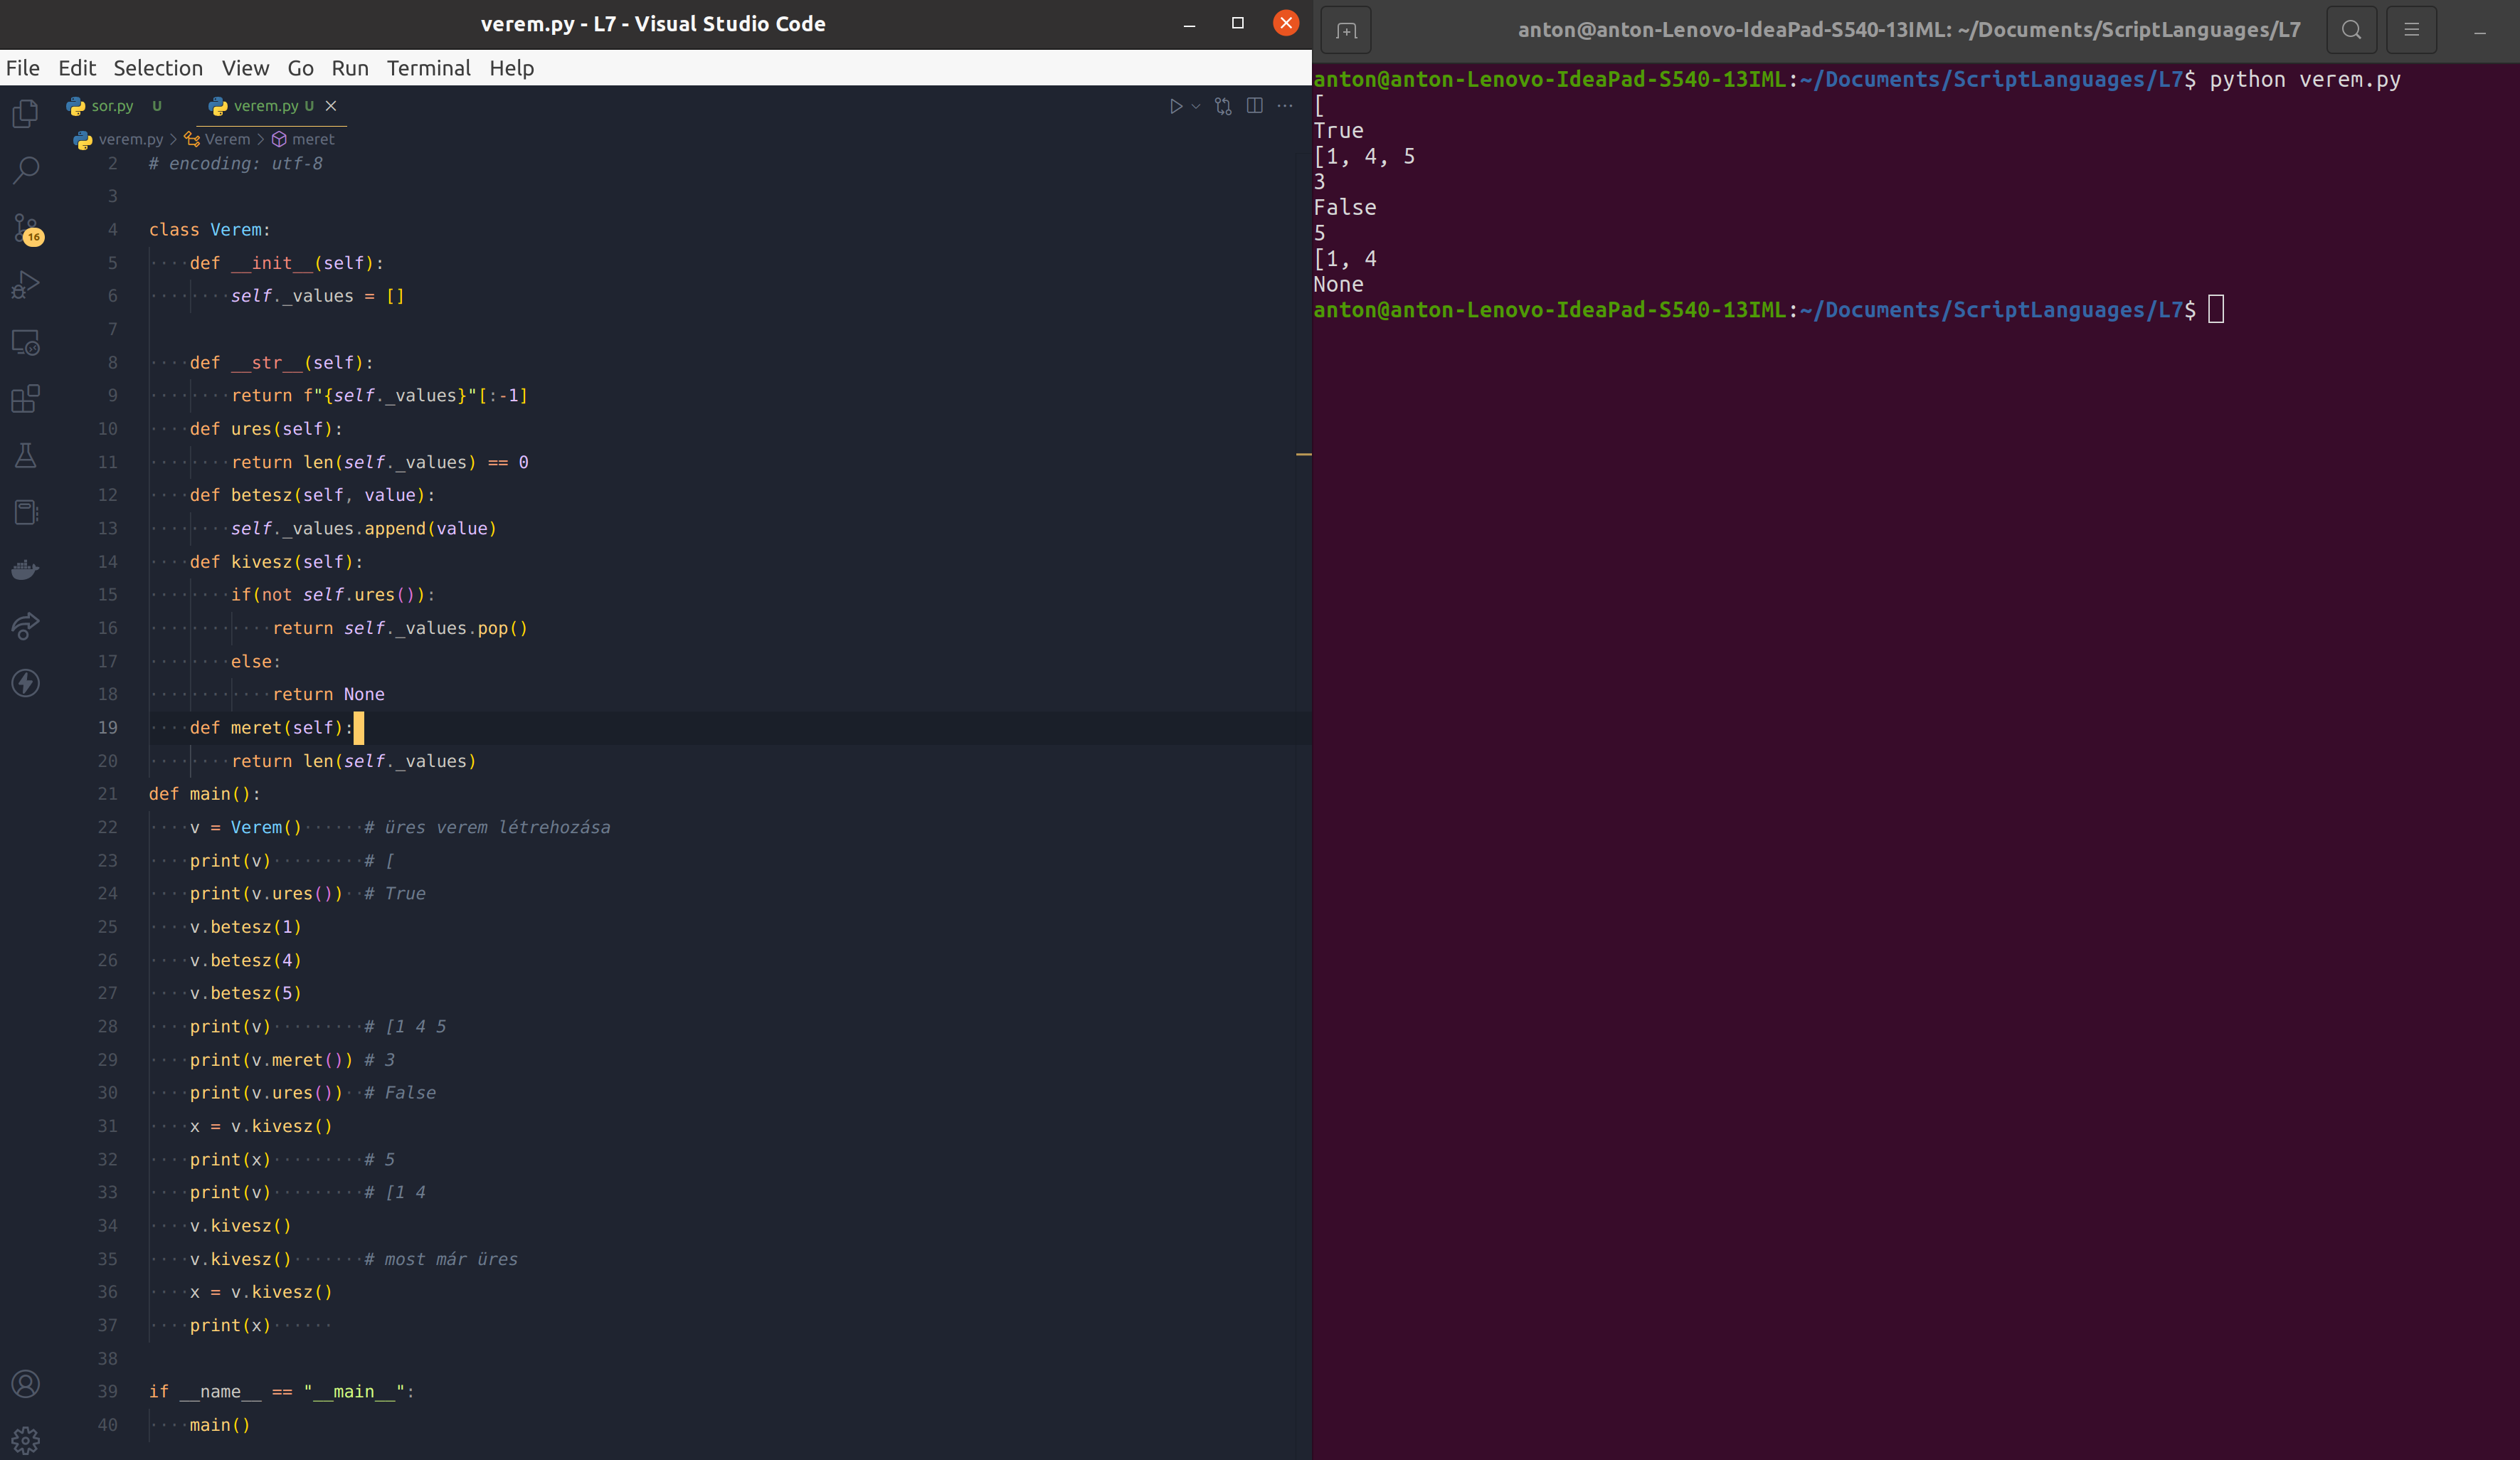 verem.py - L7 - Visual Studio Code
File Edit Selection View Go Run Terminal Help
sor.py U verem.py U
verem.py > Verem > meret
2 # encoding: utf-8
3
4 class Verem:
5 def __init__(self):
6 self._values = []
7
8 def __str__(self):
9 return f"{self._values}"[:-1]
10 def ures(self):
11 return len(self._values) == 0
12 def betesz(self, value):
13 self._values.append(value)
14 def kivesz(self):
15 if(not self.ures()):
16 return self._values.pop()
17 else:
18 return None
19 def meret(self):
20 return len(self._values)
21 def main():
22 v = Verem() # üres verem létrehozása
23 print(v) # [
24 print(v.ures()) # True
25 v.betesz(1)
26 v.betesz(4)
27 v.betesz(5)
28 print(v) # [1 4 5
29 print(v.meret()) # 3
30 print(v.ures()) # False
31 x = v.kivesz()
32 print(x) # 5
33 print(v) # [1 4
34 v.kivesz()
35 v.kivesz() # most már üres
36 x = v.kivesz()
37 print(x)
38
39 if __name__ == "__main__":
40 main()
16
anton@anton-Lenovo-IdeaPad-S540-13IML: ~/Documents/ScriptLanguages/L7
anton@anton-Lenovo-IdeaPad-S540-13IML:~/Documents/ScriptLanguages/L7$ python verem.py
[
True
[1, 4, 5
3
False
5
[1, 4
None
anton@anton-Lenovo-IdeaPad-S540-13IML:~/Documents/ScriptLanguages/L7$